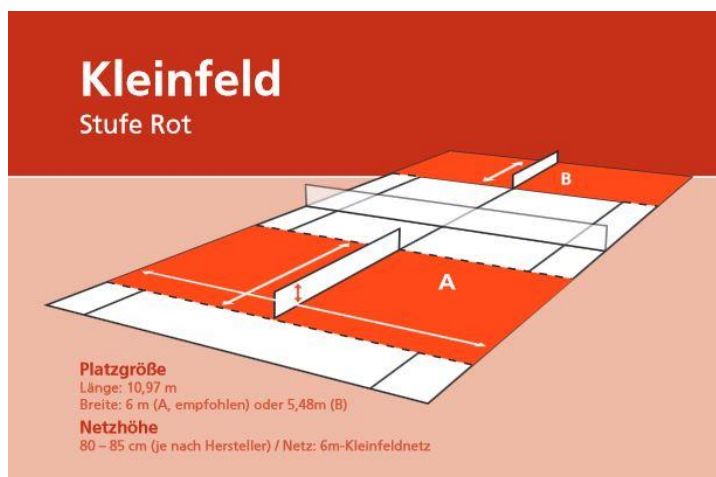 Kleinfeld
Stufe Rot
B
A
Platzgröße
Länge: 10,97 m
Breite: 6 m (A, empfohlen) oder 5,48m (B)
Netzhöhe
80 – 85 cm (je nach Hersteller) / Netz: 6m-Kleinfeldnetz